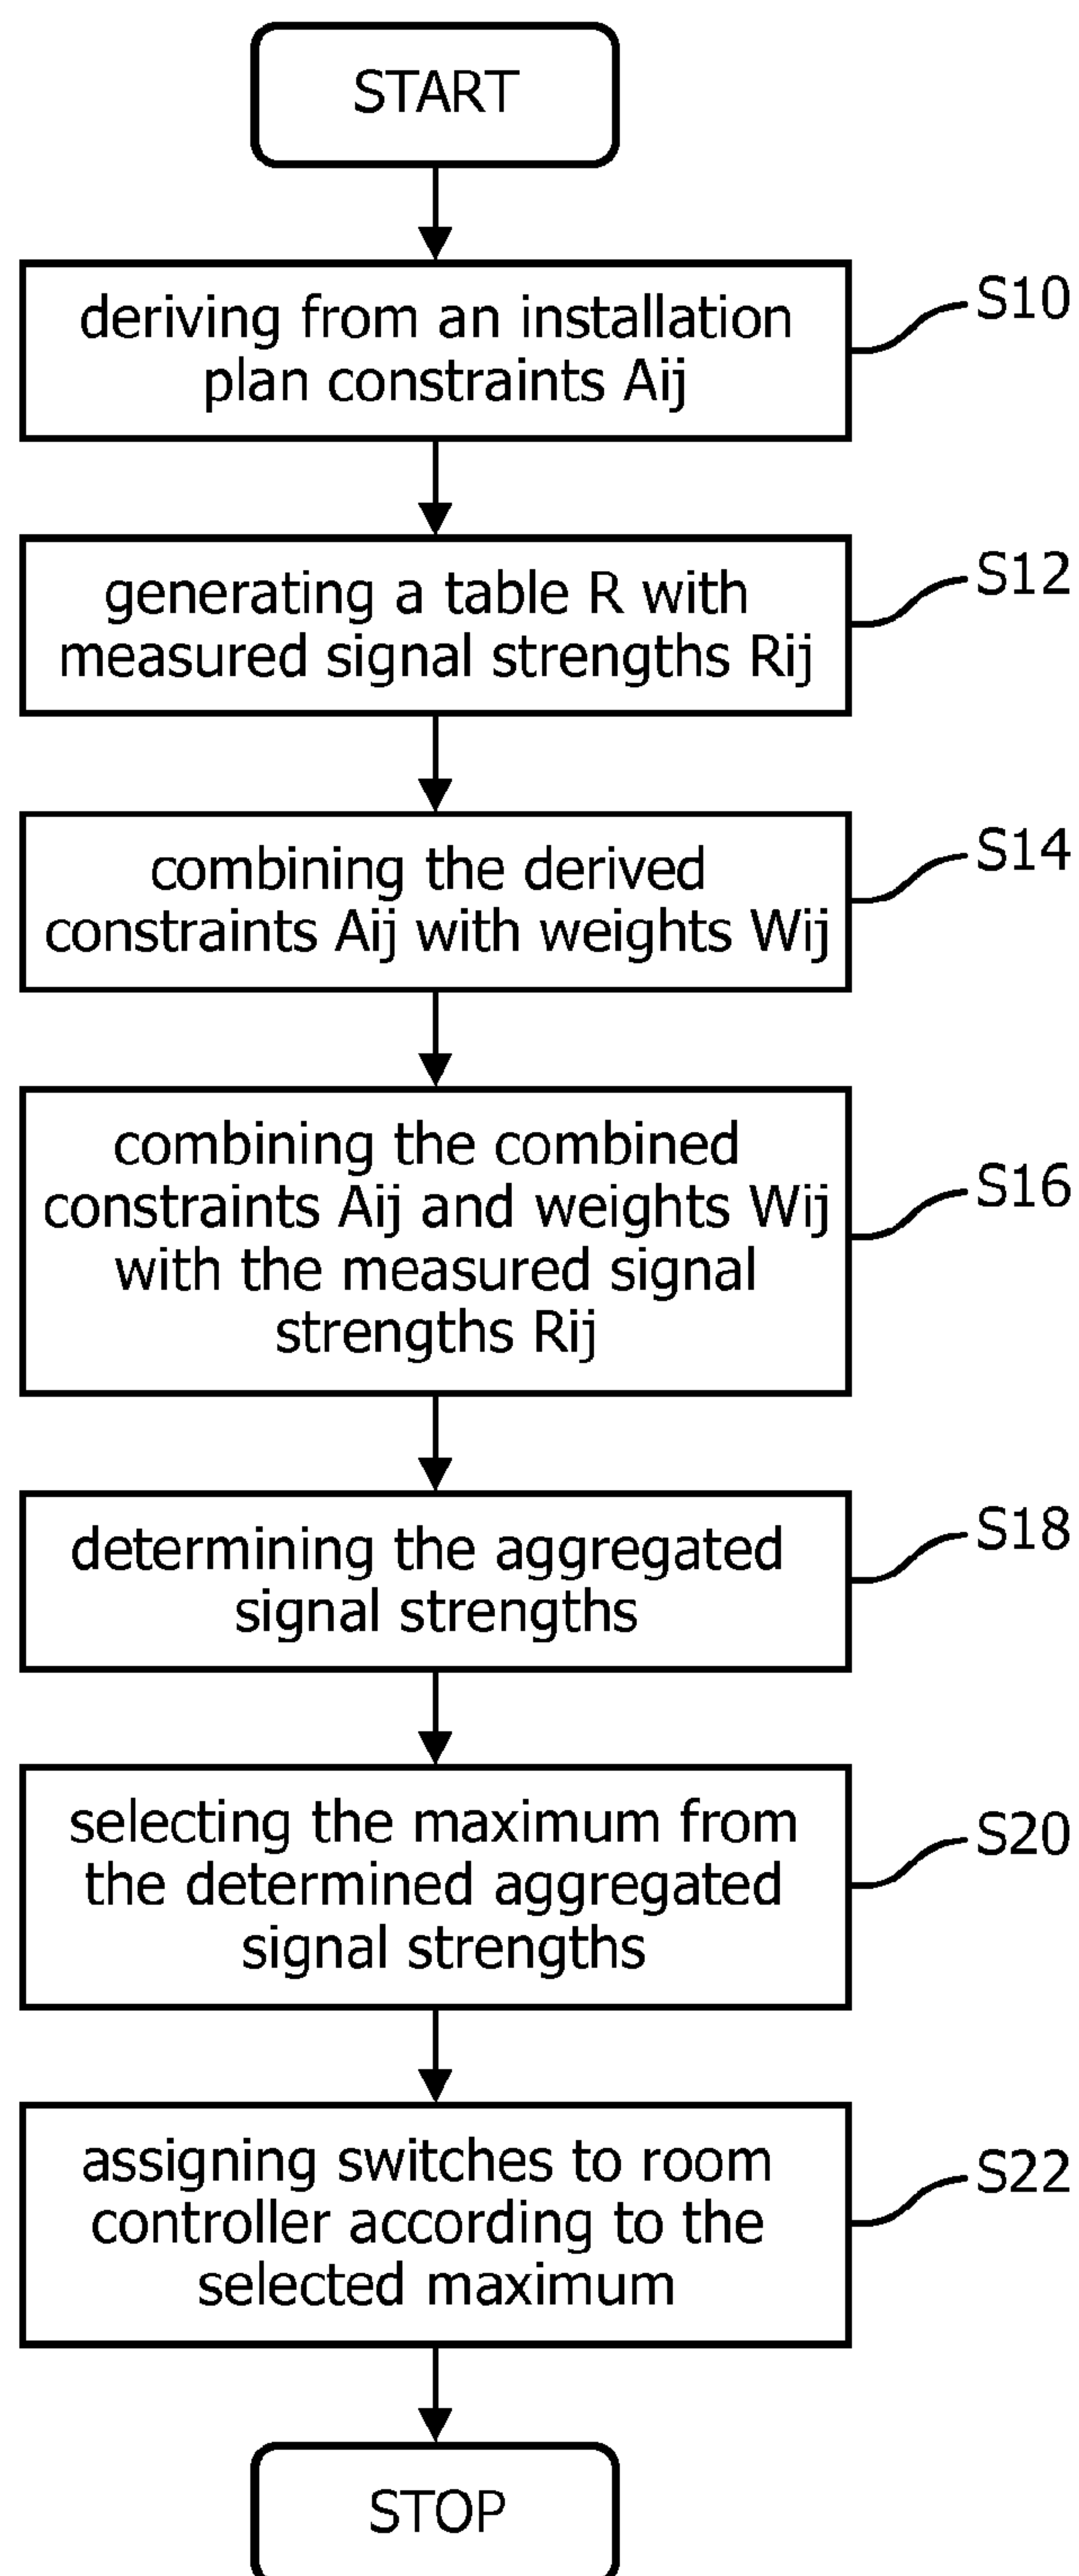 START
deriving from an installation
plan constraints Aij
S10
generating a table R with
measured signal strengths Rij
S12
combining the derived
constraints Aij with weights Wij
S14
combining the combined
constraints Aij and weights Wij
with the measured signal
strengths Rij
S16
determining the aggregated
signal strengths
S18
selecting the maximum from
the determined aggregated
signal strengths
S20
assigning switches to room
controller according to the
selected maximum
S22
STOP